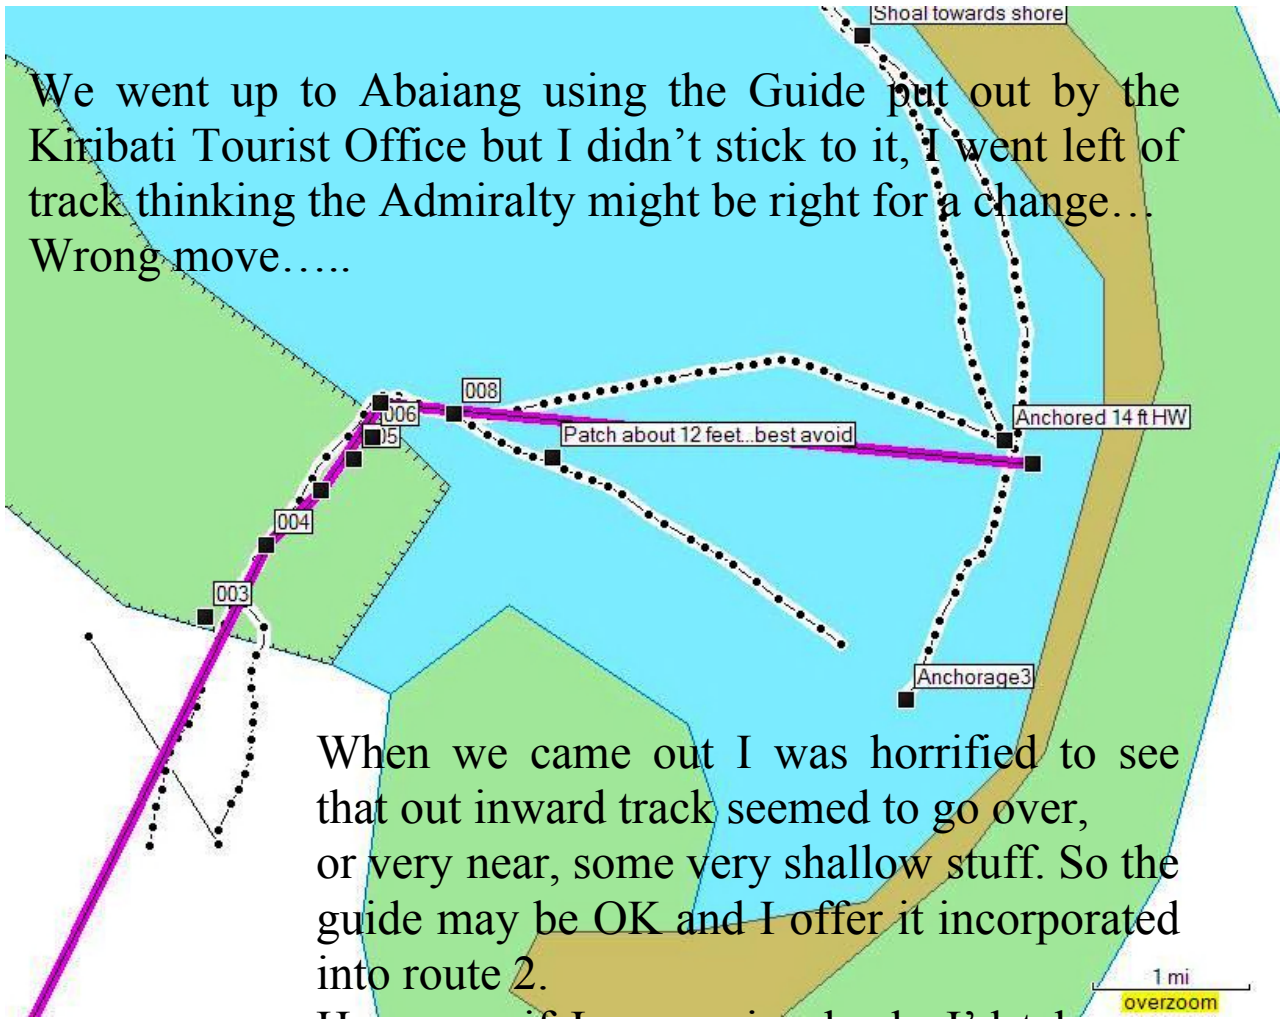 Shoal towards shore
We went up to Abaiang using the Guide put out by the
Kiribati Tourist Office but I didn’t stick to it, I went left of
track thinking the Admiralty might be right for a change…
Wrong move…..
008
006
05
Anchored 14 ft HW
Patch about 12 feet...best avoid
004
003
Anchorage3
When we came out I was horrified to see
that out inward track seemed to go over,
or very near, some very shallow stuff. So the
guide may be OK and I offer it incorporated
into route 2.
1 mi
overzoom